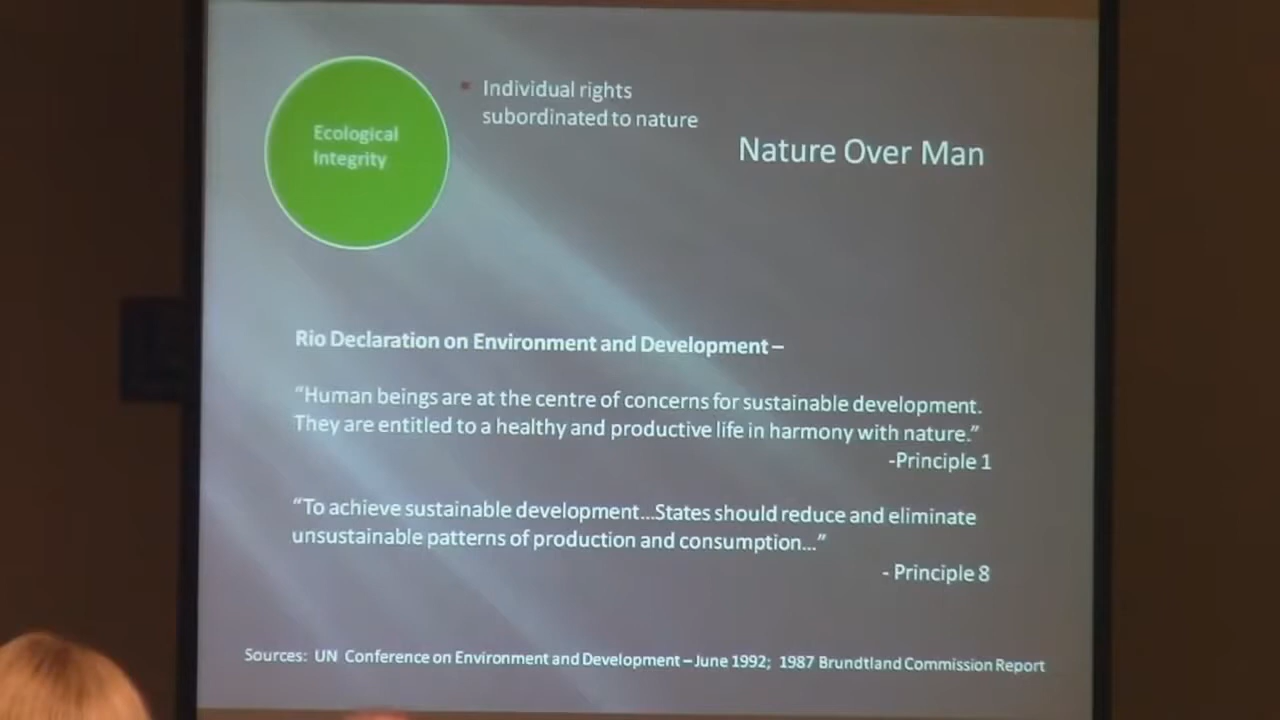 Ecological
Integrity
Individual rights
subordinated to nature
Nature Over Man
Rio Declaration on Environment and Development –
“Human beings are at the centre of concerns for sustainable development.
They are entitled to a healthy and productive life in harmony with nature.”
-Principle 1
“To achieve sustainable development...States should reduce and eliminate
unsustainable patterns of production and consumption...”
- Principle 8
Sources: UN Conference on Environment and Development – June 1992; 1987 Brundtland Commission Report